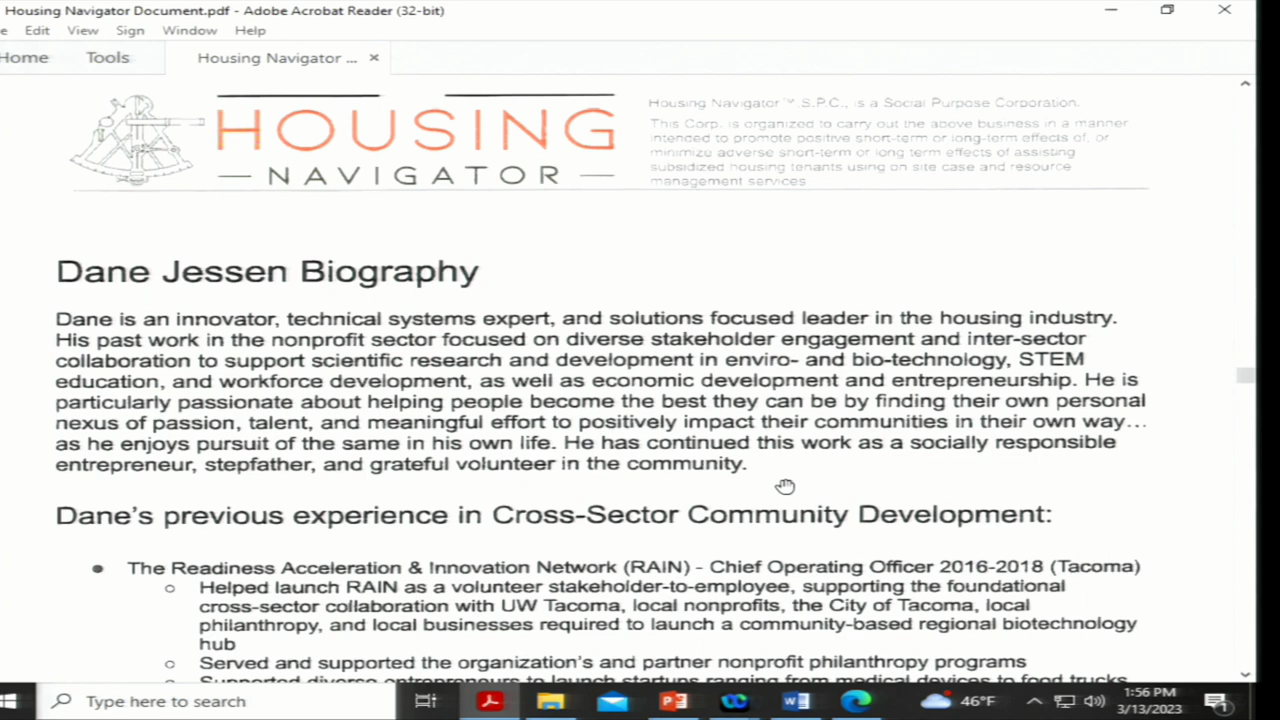 Housing Navigator Document.pdf - Adobe Acrobat Reader (32-bit)
Edit View Sign Window Help
Home Tools Housing Navigator ... ×
HOUSING
NAVIGATOR
Housing Navigator™ S.P.C., is a Social Purpose Corporation.
This Corp. is organized to carry out the above business in a manner
intended to promote positive short-term or long-term effects of, or
minimize adverse short-term or long term effects of assisting
subsidized housing tenants using on site case and resource
management services
Dane Jessen Biography
Dane is an innovator, technical systems expert, and solutions focused leader in the housing industry.
His past work in the nonprofit sector focused on diverse stakeholder engagement and inter-sector
collaboration to support scientific research and development in enviro- and bio-technology, STEM
education, and workforce development, as well as economic development and entrepreneurship. He is
particularly passionate about helping people become the best they can be by finding their own personal
nexus of passion, talent, and meaningful effort to positively impact their communities in their own way…
as he enjoys pursuit of the same in his own life. He has continued this work as a socially responsible
entrepreneur, stepfather, and grateful volunteer in the community.
Dane's previous experience in Cross-Sector Community Development:
● The Readiness Acceleration & Innovation Network (RAIN) - Chief Operating Officer 2016-2018 (Tacoma)
○ Helped launch RAIN as a volunteer stakeholder-to-employee, supporting the foundational
cross-sector collaboration with UW Tacoma, local nonprofits, the City of Tacoma, local
philanthropy, and local businesses required to launch a community-based regional biotechnology
hub
○ Served and supported the organization's and partner nonprofit philanthropy programs
○ Supported diverse entrepreneurs to launch startups ranging from medical devices to food trucks
Type here to search
46°F
1:56 PM
3/13/2023
1